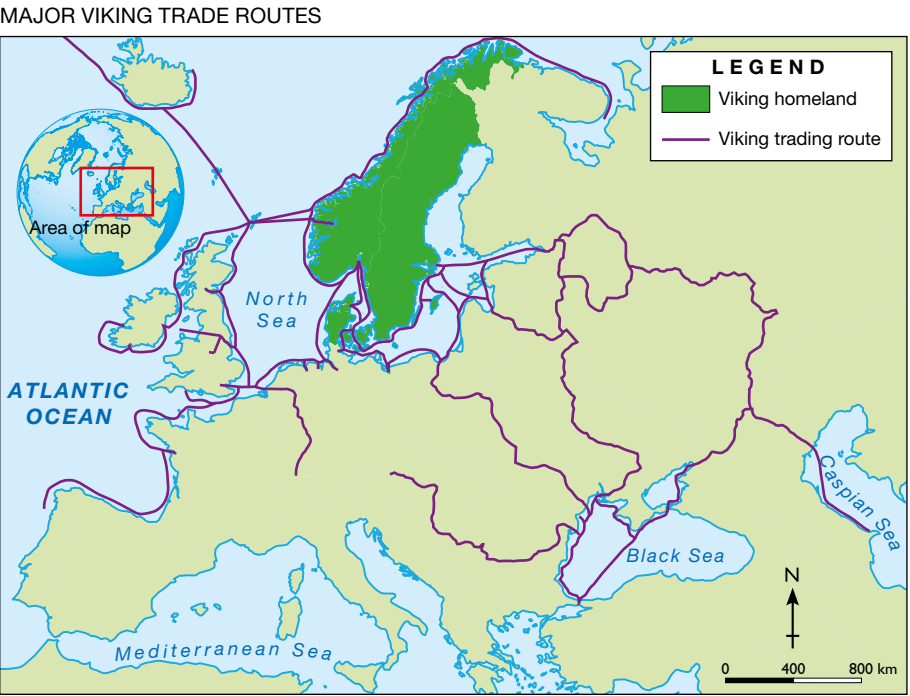 MAJOR VIKING TRADE ROUTES
LEGEND
Viking homeland
Viking trading route
Area of map
North
Sea
ATLANTIC
OCEAN
Caspian Sea
Black Sea
Mediterranean Sea
N
0 400 800 km